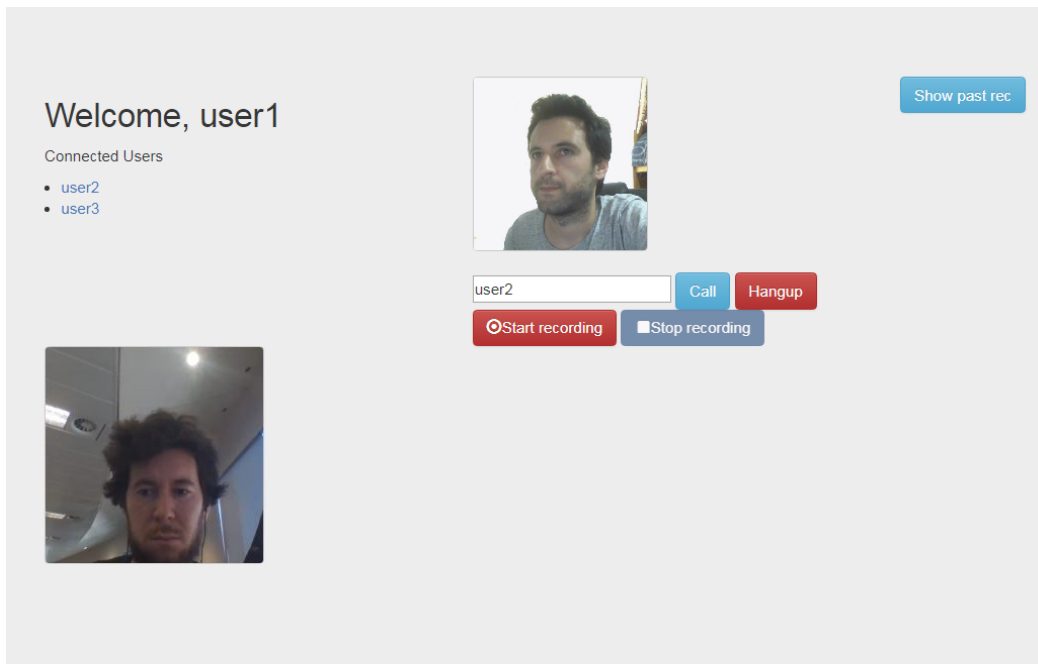 Welcome, user1
Connected Users
user2
user3
Show past rec
user2
Call
Hangup
Start recording
Stop recording